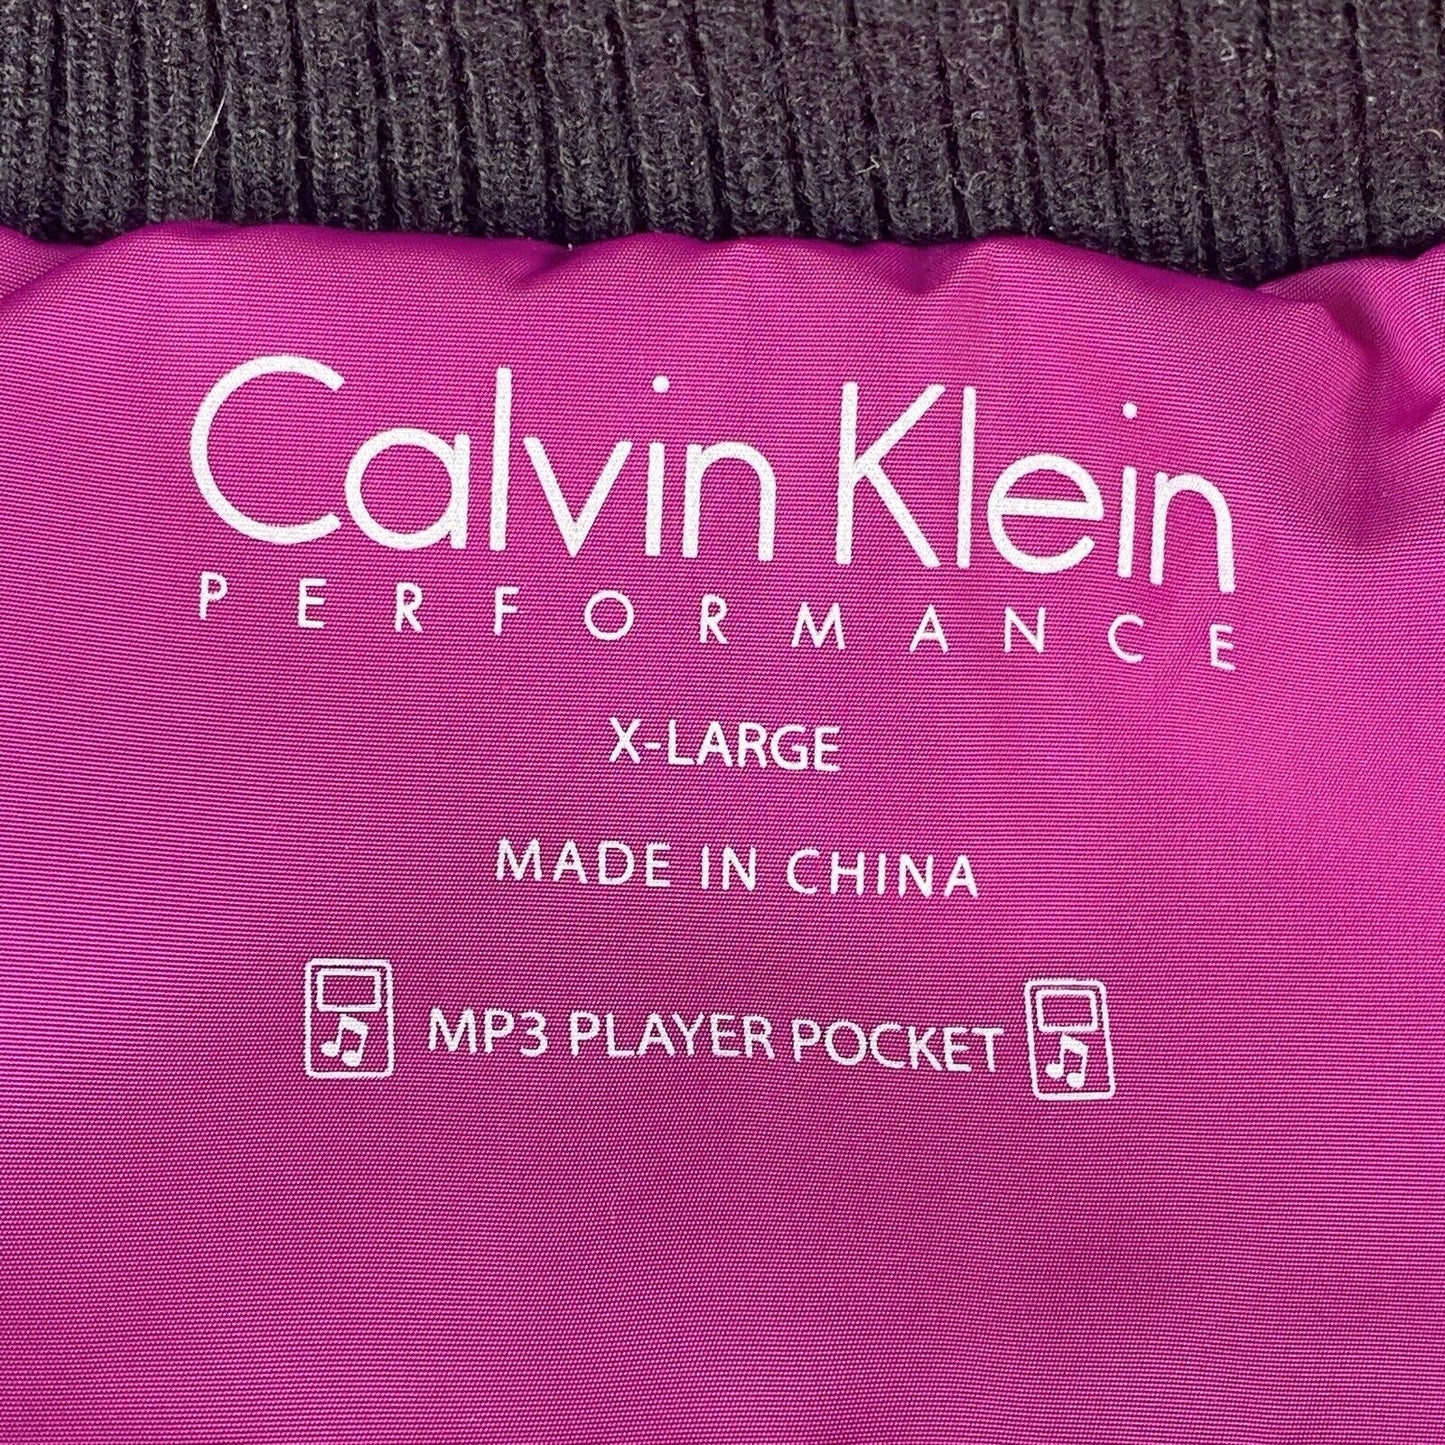 Calvin Klein
PERFORMANCE
X-LARGE
MADE IN CHINA
MP3 PLAYER POCKET